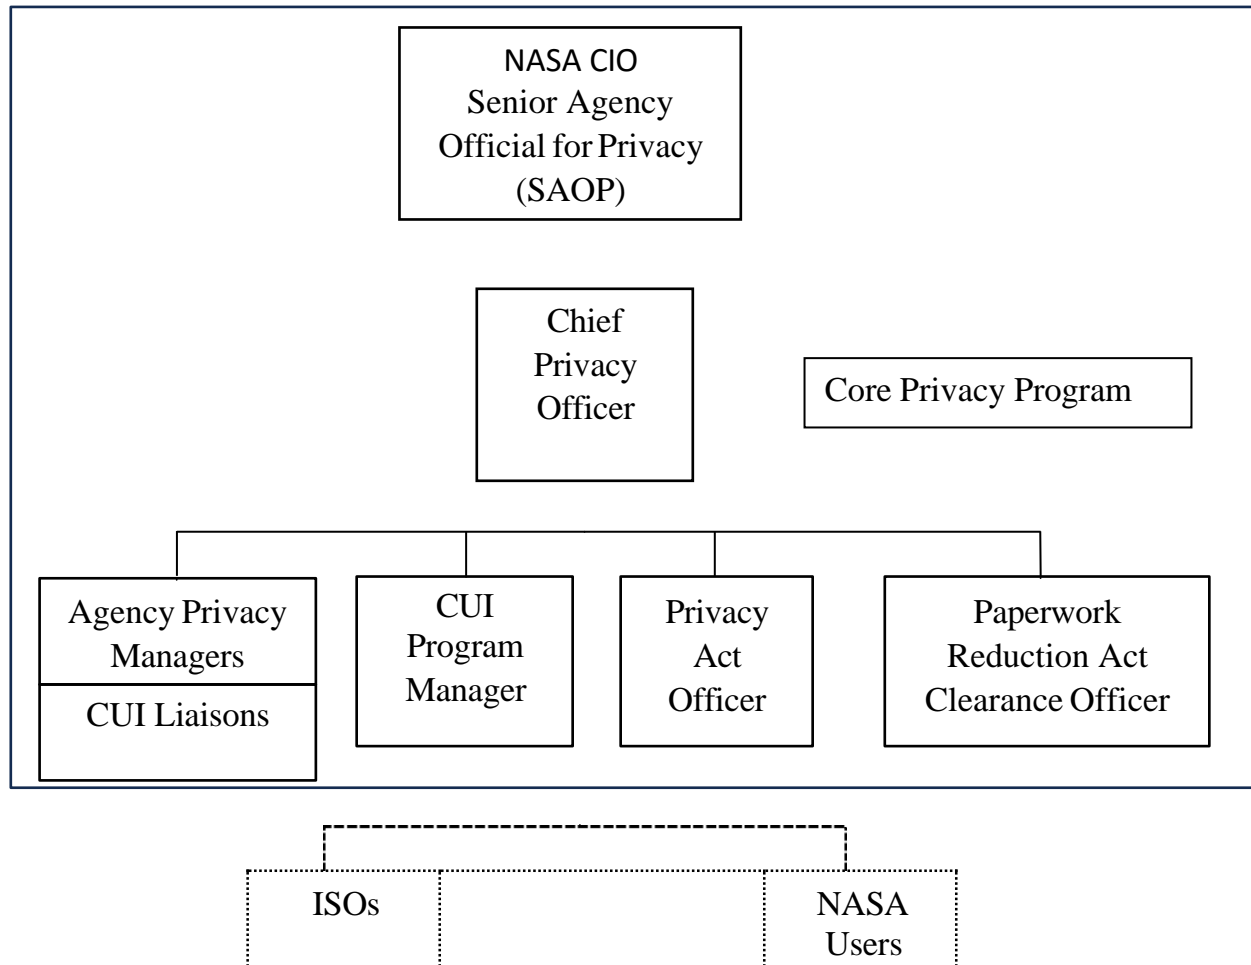 NASA CIO
Senior Agency
Official for Privacy
(SAOP)
Chief
Privacy
Officer
Core Privacy Program
Agency Privacy
Managers
CUI Liaisons
CUI
Program
Manager
Privacy
Act
Officer
Paperwork
Reduction Act
Clearance Officer
ISOs
NASA
Users